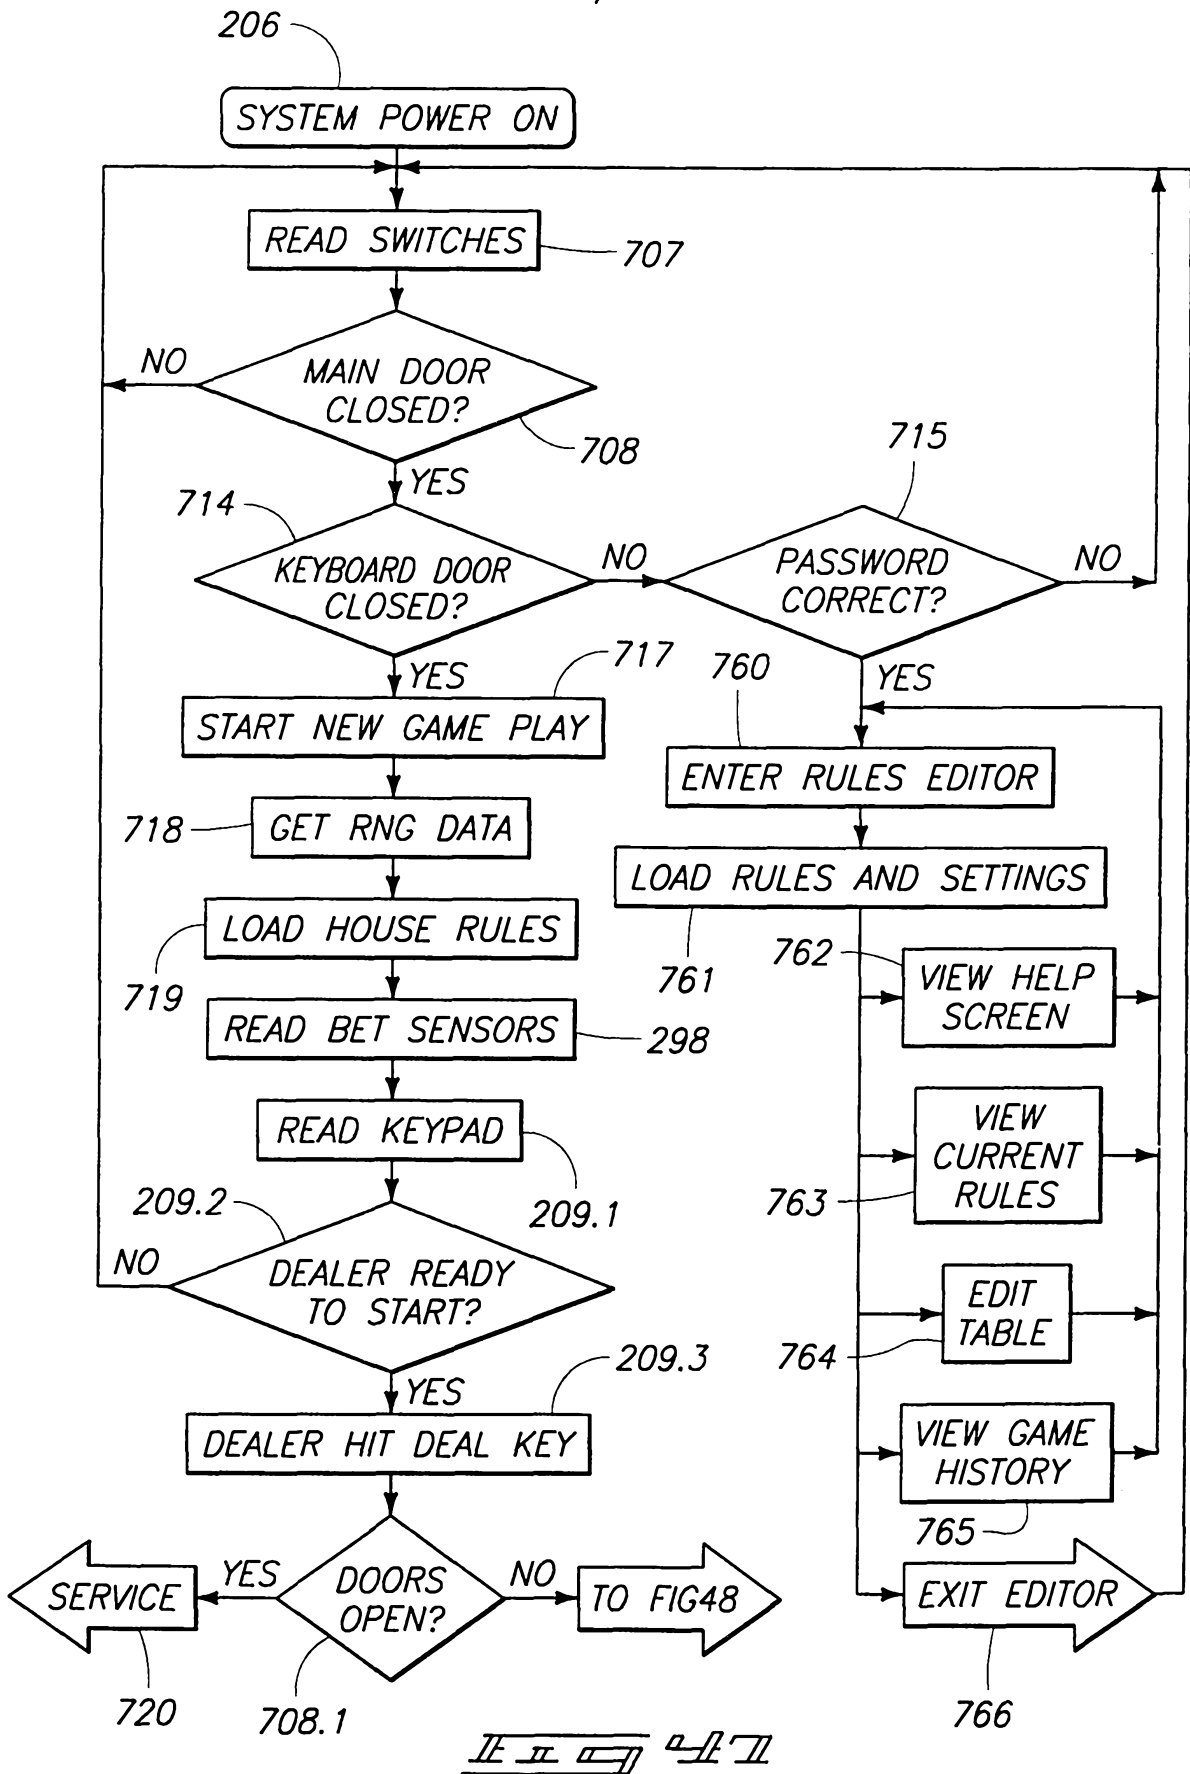 206
SYSTEM POWER ON
READ SWITCHES
707
NO
MAIN DOOR
CLOSED?
708
YES
714
KEYBOARD DOOR
CLOSED?
NO
715
PASSWORD
CORRECT?
NO
YES
717
START NEW GAME PLAY
760
YES
ENTER RULES EDITOR
718
GET RNG DATA
LOAD RULES AND SETTINGS
761
719
LOAD HOUSE RULES
762
VIEW HELP
SCREEN
READ BET SENSORS
298
READ KEYPAD
209.1
763
VIEW
CURRENT
RULES
209.2
NO
DEALER READY
TO START?
764
EDIT
TABLE
YES
209.3
DEALER HIT DEAL KEY
VIEW GAME
HISTORY
765
SERVICE
720
YES
DOORS
OPEN?
708.1
NO
TO FIG48
EXIT EDITOR
766
FIG 47